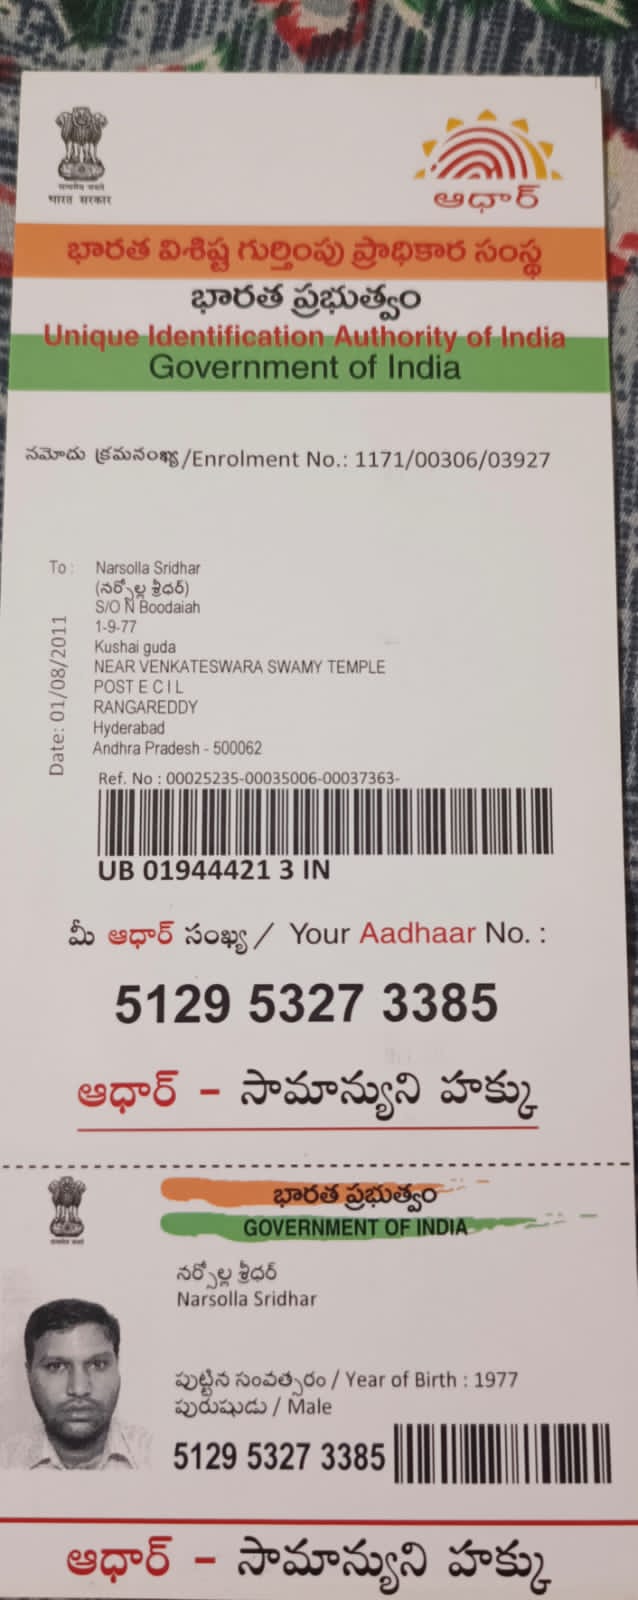 सत्यमेव जयते
भारत सरकार
ఆధార్
భారత విశిష్ట గుర్తింపు ప్రాధికార సంస్థ
భారత ప్రభుత్వం
Unique Identification Authority of India
Government of India
నమోదు క్రమసంఖ్య/Enrolment No.: 1171/00306/03927
To : Narsolla Sridhar
(నర్సోల్ల శ్రీధర్)
S/O N Boodaiah
1-9-77
Kushai guda
NEAR VENKATESWARA SWAMY TEMPLE
POST E C I L
RANGAREDDY
Hyderabad
Andhra Pradesh - 500062
Date: 01/08/2011
Ref. No : 00025235-00035006-00037363-
UB 01944421 3 IN
మీ ఆధార్ సంఖ్య / Your Aadhaar No. :
5129 5327 3385
ఆధార్ - సామాన్యుని హక్కు
భారత ప్రభుత్వం
GOVERNMENT OF INDIA
నర్సోల్ల శ్రీధర్
Narsolla Sridhar
పుట్టిన సంవత్సరం / Year of Birth : 1977
పురుషుడు / Male
5129 5327 3385
ఆధార్ - సామాన్యుని హక్కు